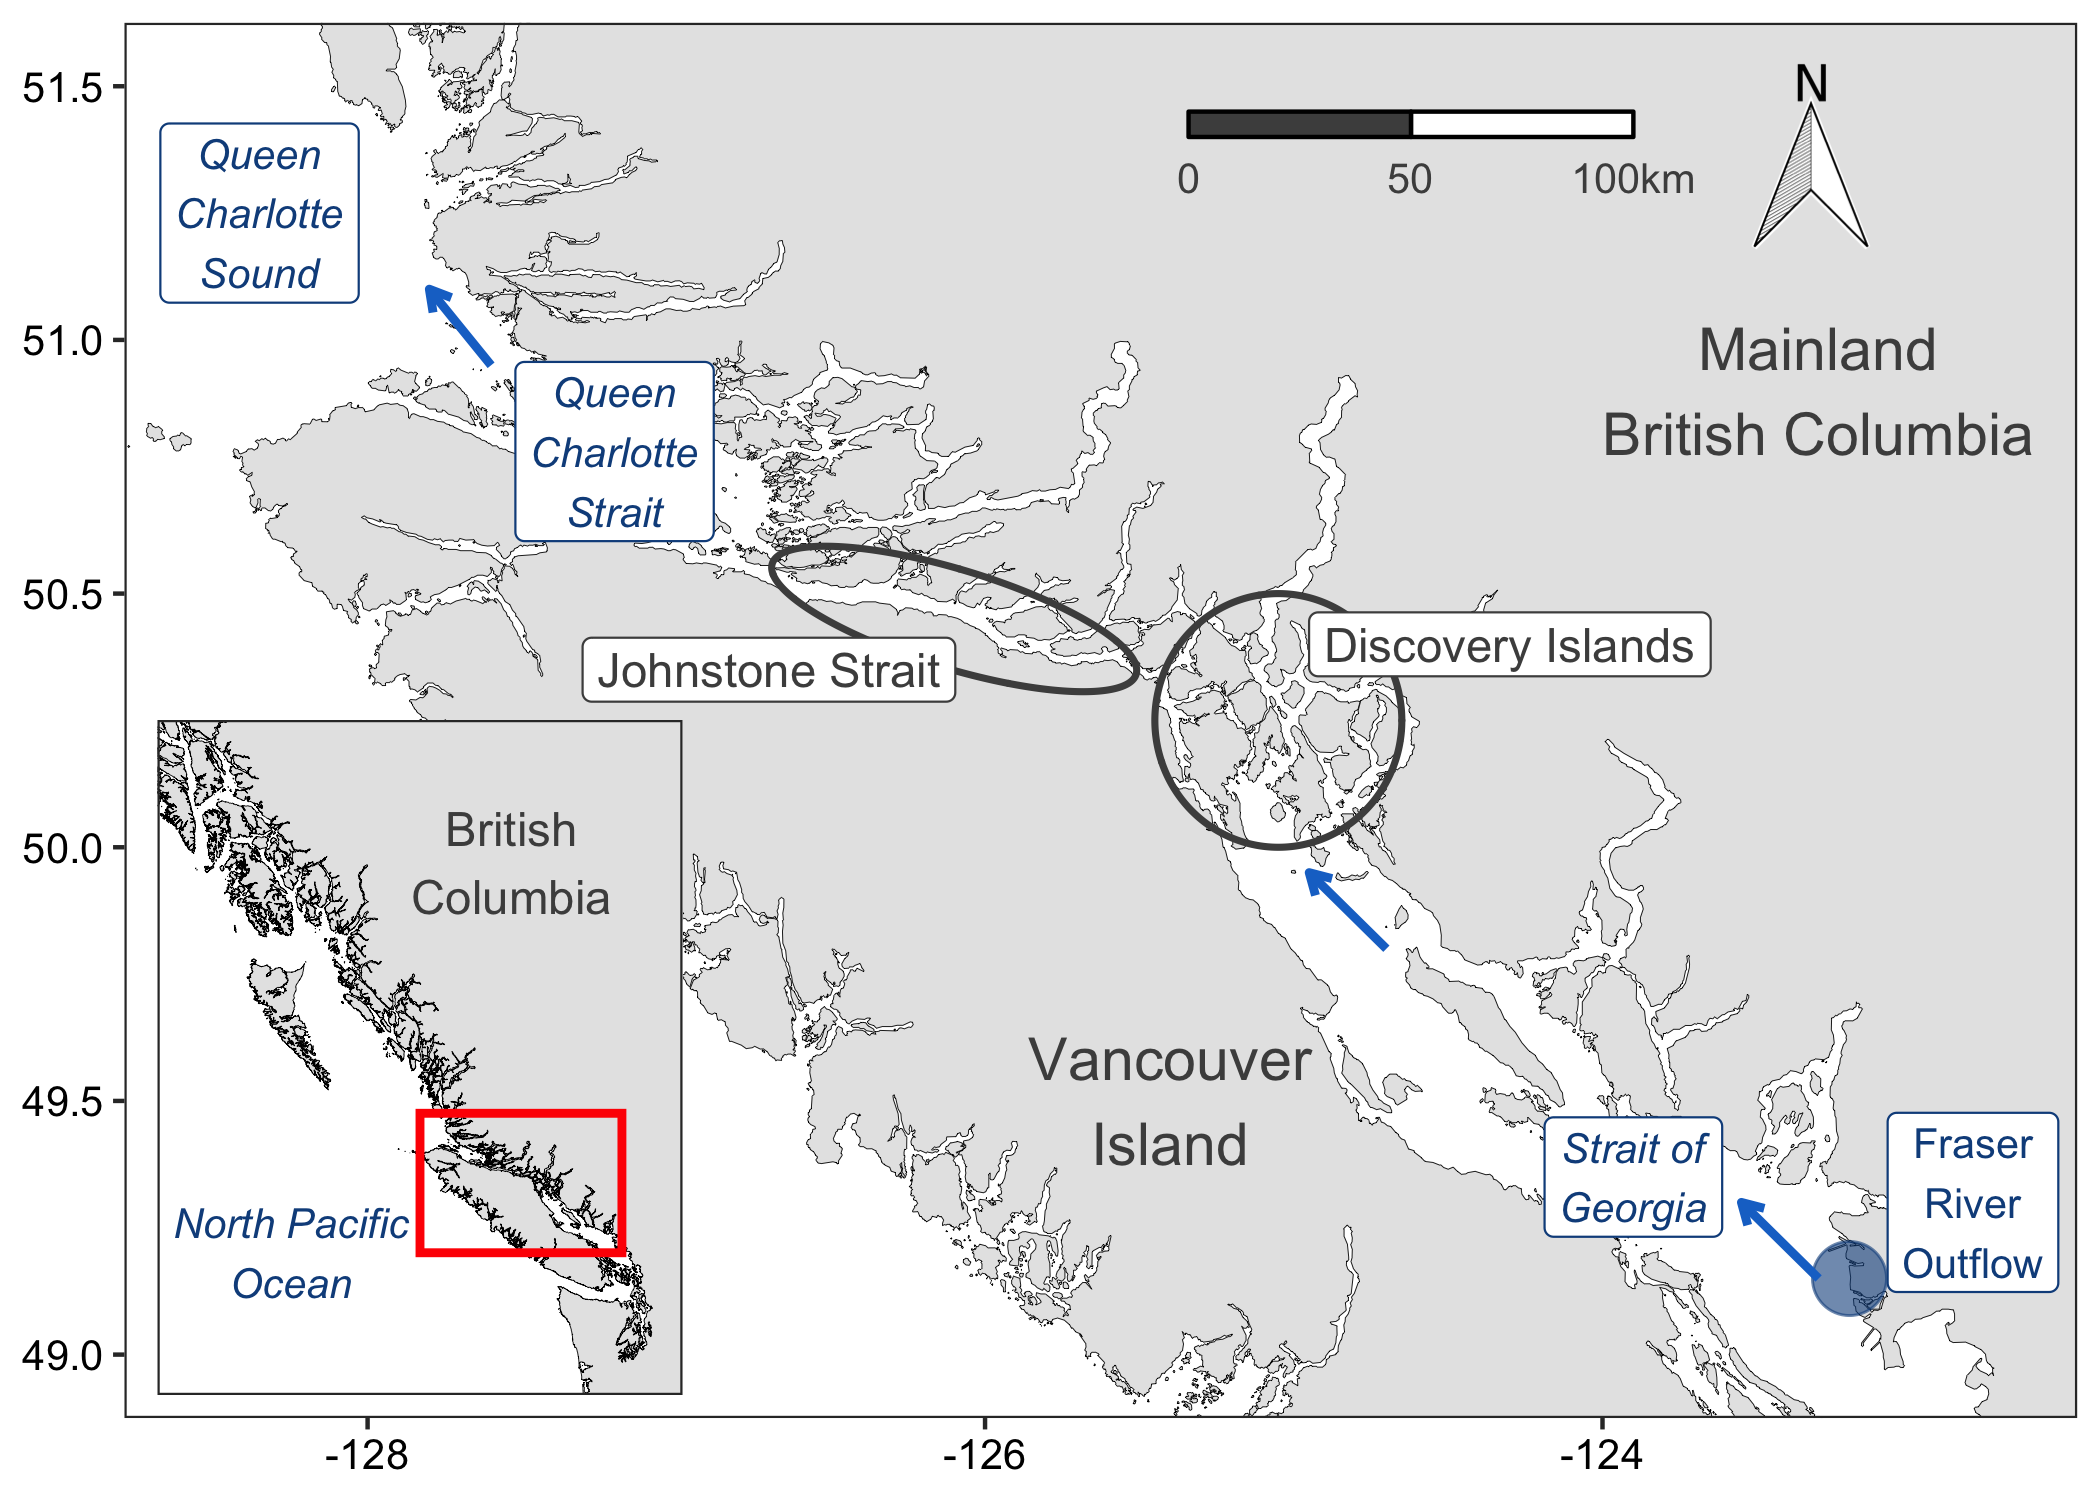 51.5
51.0
50.5
50.0
49.5
49.0
-128
-126
-124
Queen
Charlotte
Sound
Queen
Charlotte
Strait
0 50 100km
N
Mainland
British Columbia
Johnstone Strait
Discovery Islands
Vancouver
Island
Strait of
Georgia
Fraser
River
Outflow
British
Columbia
North Pacific
Ocean